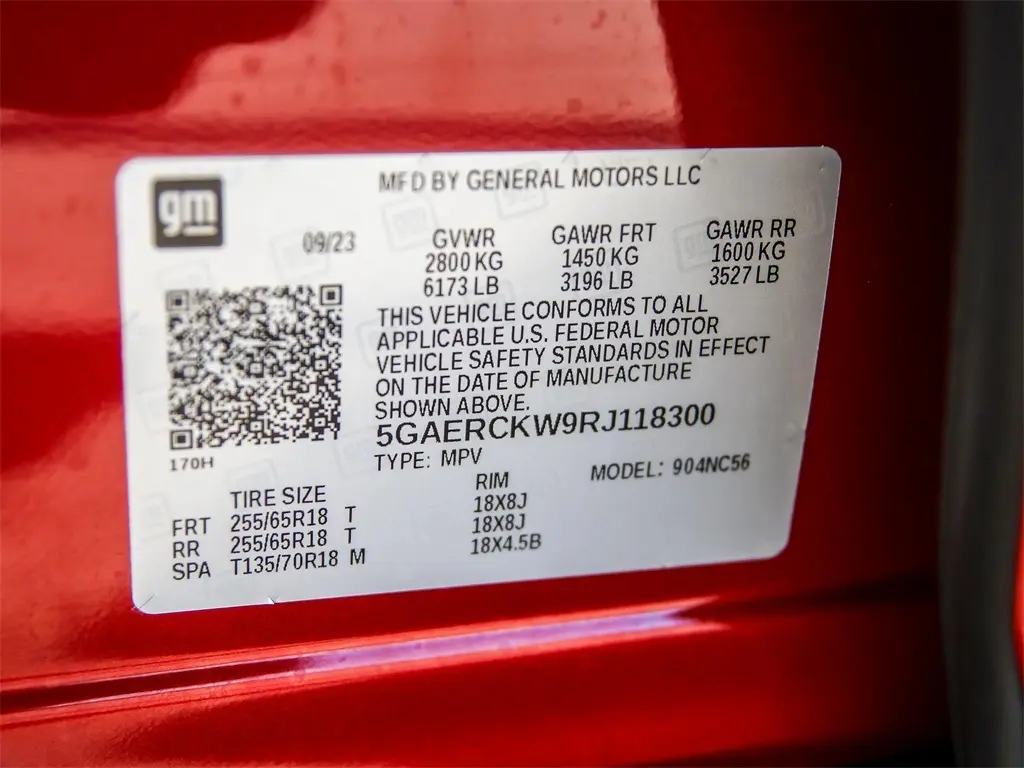 gm
MFD BY GENERAL MOTORS LLC
09/23
GVWR GAWR FRT GAWR RR
2800 KG 1450 KG 1600 KG
6173 LB 3196 LB 3527 LB
THIS VEHICLE CONFORMS TO ALL
APPLICABLE U.S. FEDERAL MOTOR
VEHICLE SAFETY STANDARDS IN EFFECT
ON THE DATE OF MANUFACTURE
SHOWN ABOVE.
5GAERCKW9RJ118300
170H
TYPE: MPV MODEL: 904NC56
TIRE SIZE RIM
FRT 255/65R18 T 18X8J
RR 255/65R18 T 18X8J
SPA T135/70R18 M 18X4.5B